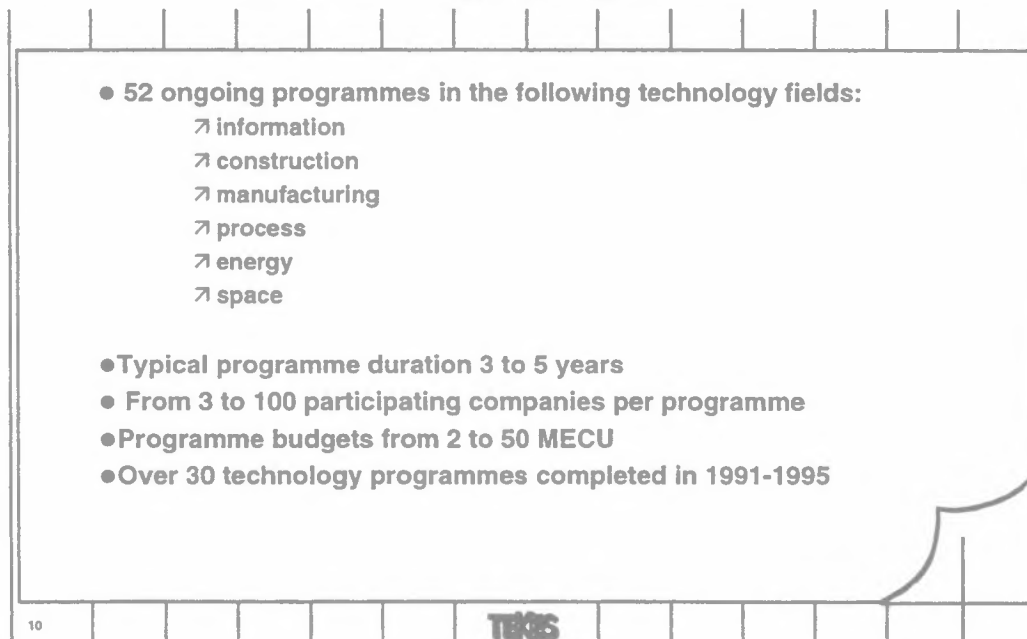 ● 52 ongoing programmes in the following technology fields:
↗ information
↗ construction
↗ manufacturing
↗ process
↗ energy
↗ space
●Typical programme duration 3 to 5 years
● From 3 to 100 participating companies per programme
●Programme budgets from 2 to 50 MECU
●Over 30 technology programmes completed in 1991-1995
10
TEKES